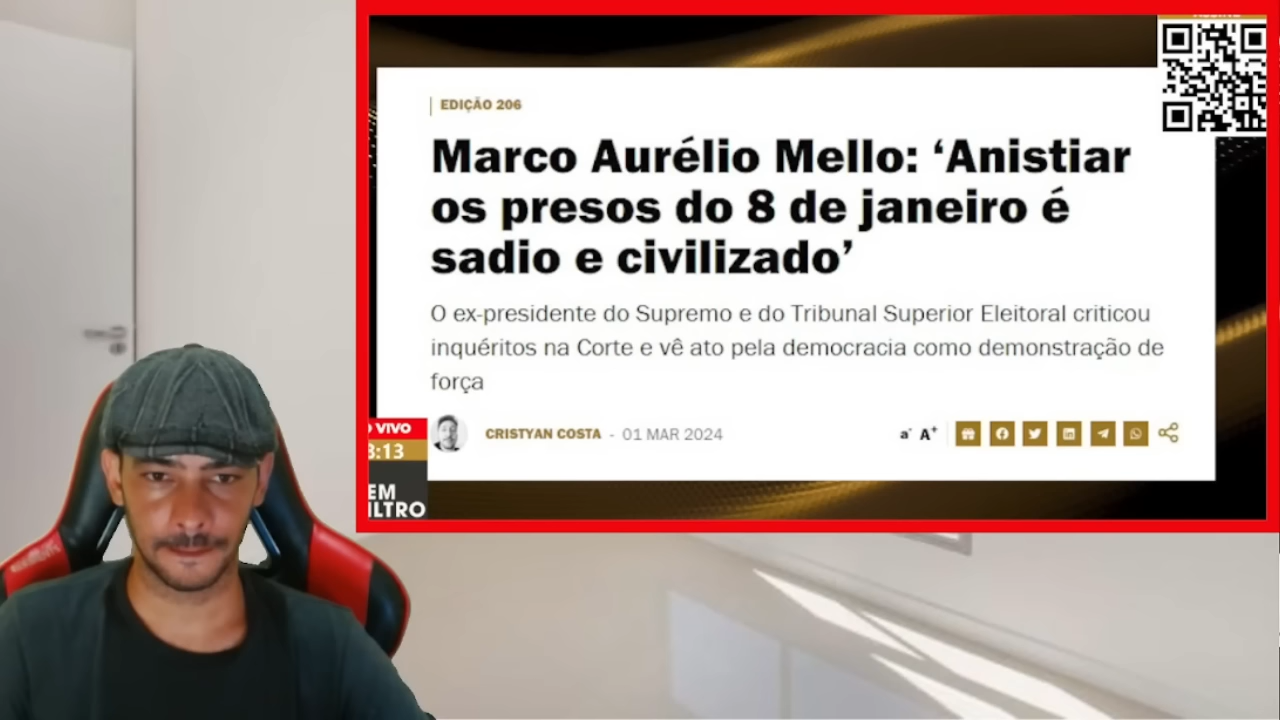 EDIÇÃO 206
Marco Aurélio Mello: ‘Anistiar
os presos do 8 de janeiro é
sadio e civilizado’
O ex-presidente do Supremo e do Tribunal Superior Eleitoral criticou
inquéritos na Corte e vê ato pela democracia como demonstração de
força
CRISTYAN COSTA - 01 MAR 2024
a- A+
VIVO
3:13
EM
ILTRO